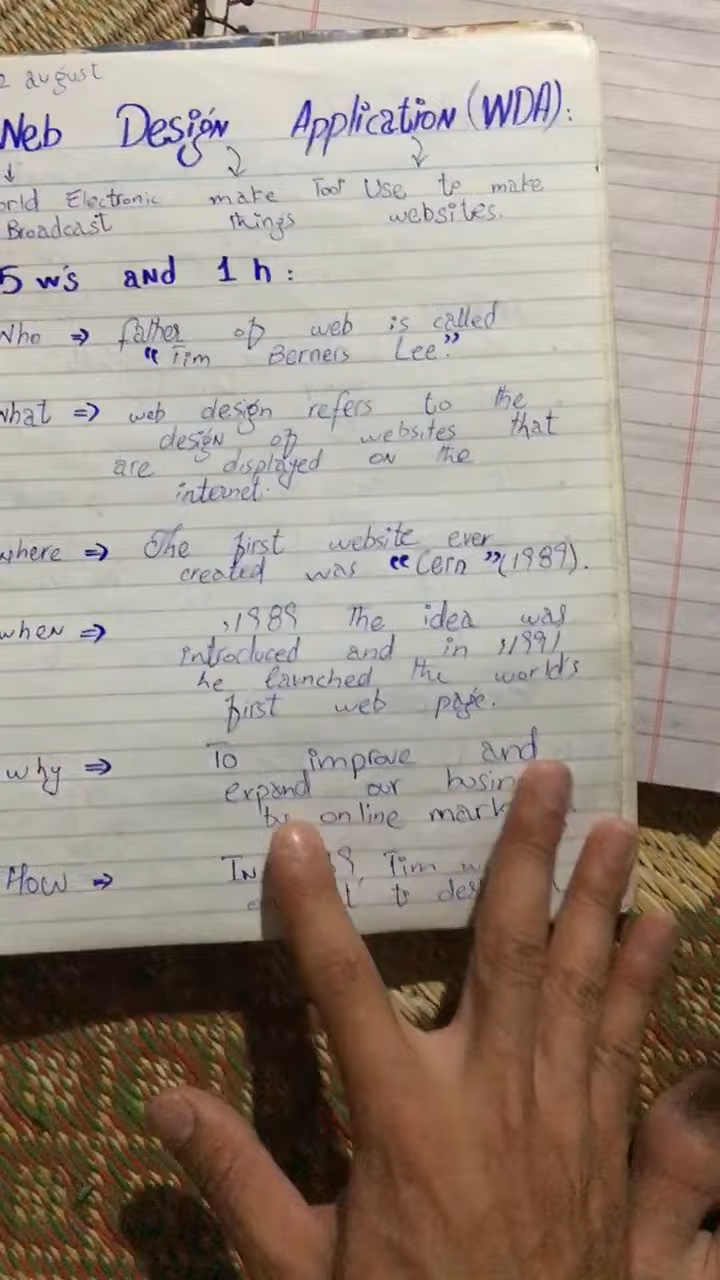 2 august
Web Design Application (WDA):
orld Electronic make Tool Use to make
Broadcast things websites.
5 w's and 1 h:
Who ⇒ father of web is called
“Tim Berners Lee”
what ⇒ web design refers to the
design of websites that
are displayed on the
internet.
where ⇒ The first website ever
created was “Cern” (1989).
when ⇒ ,1989 the idea was
introduced and in ,1991
he launched the world's
first web page.
why ⇒ To improve and
expand our
by online
How ⇒ In Tim
to